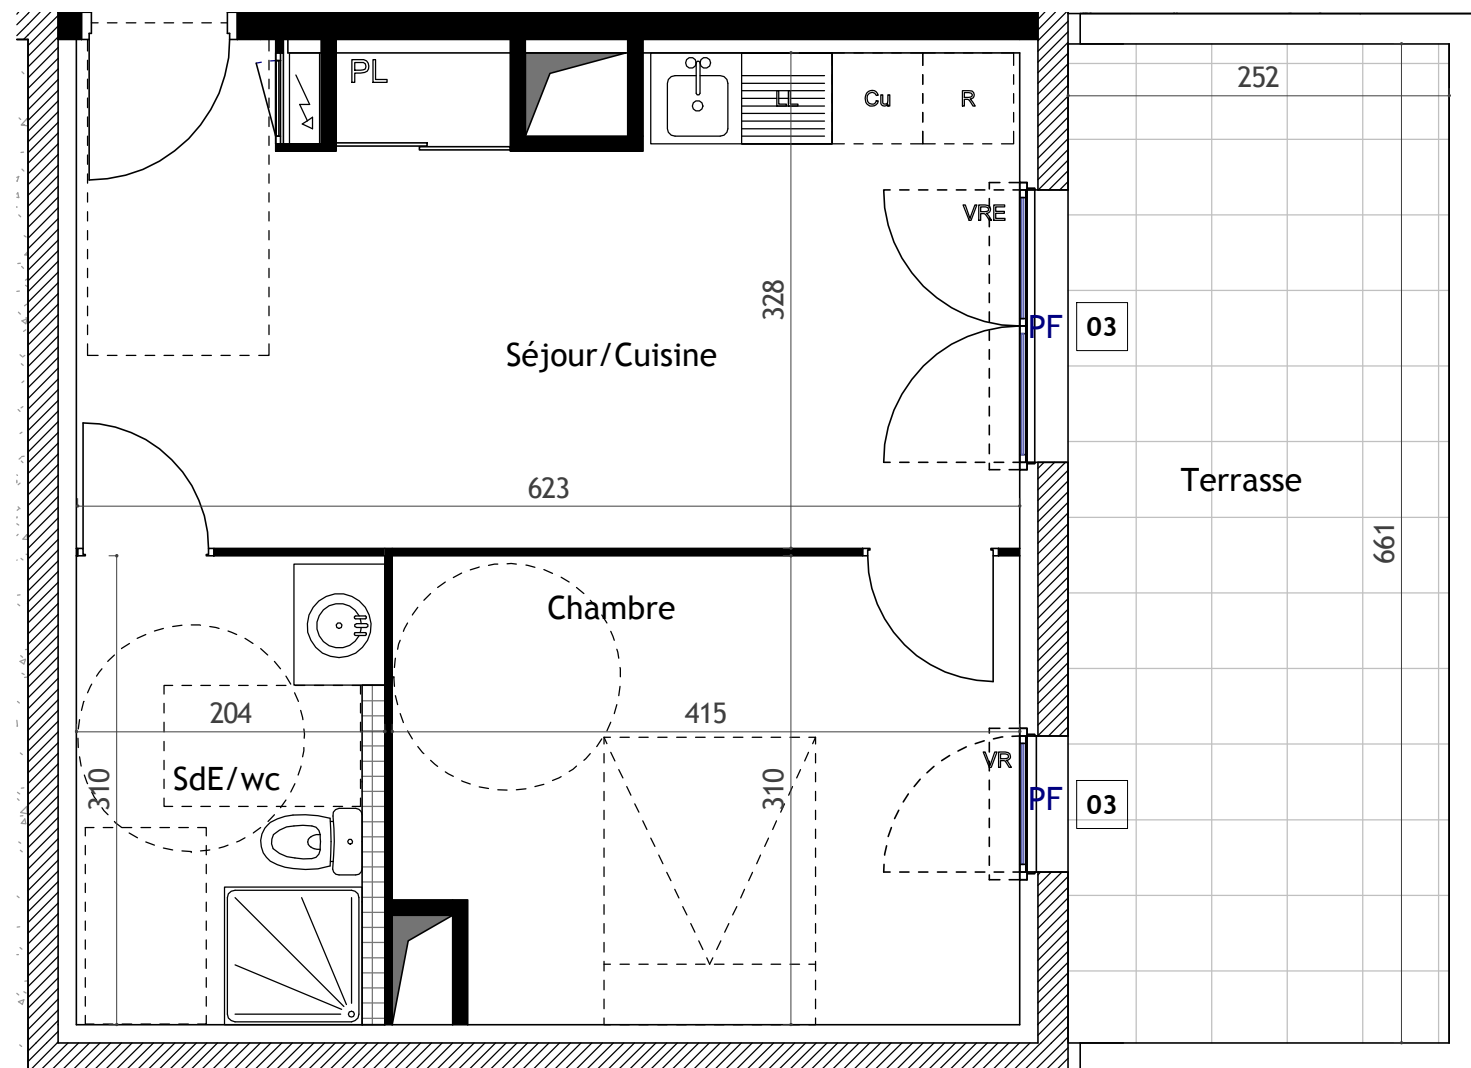 PL
LL
Cu
R
252
VRE
328
PF
03
Séjour/Cuisine
623
Terrasse
661
Chambre
204
415
SdE/wc
310
310
VR
PF
03